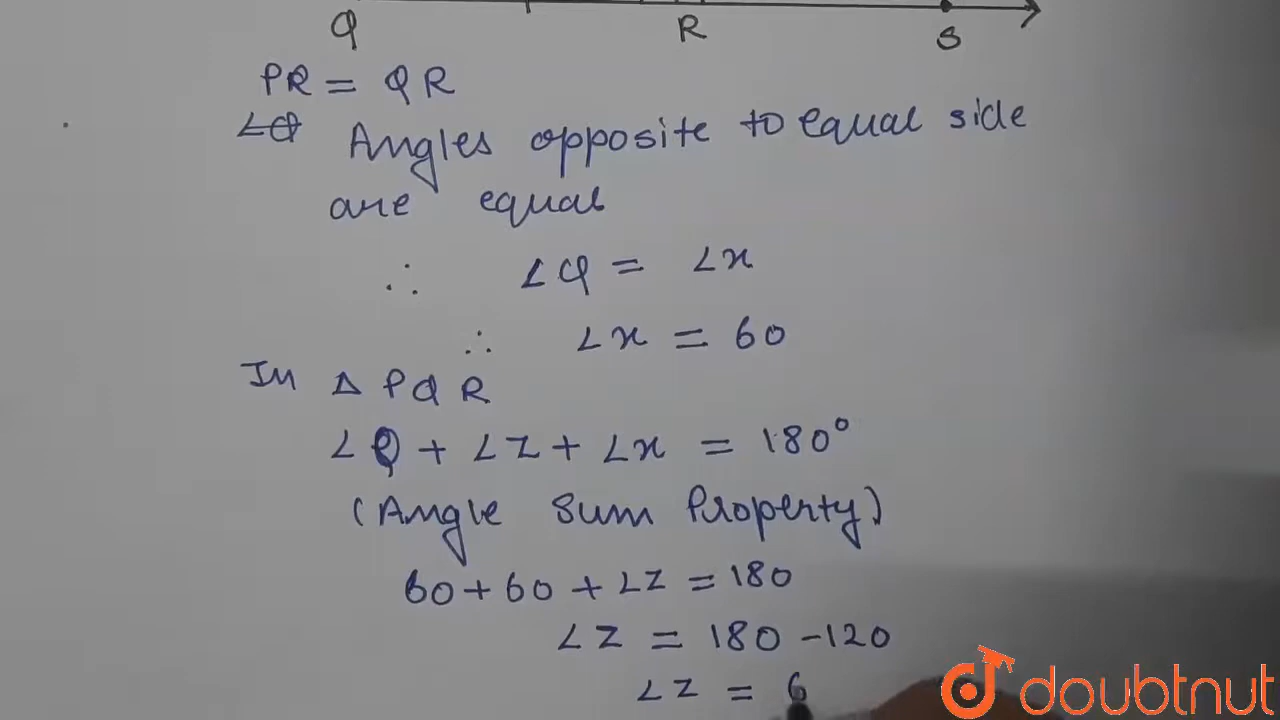 Q R S
PR = QR
∠Q Angles opposite to equal side
are equal
∴ ∠Q = ∠x
∴ ∠x = 60
In Δ PQR
∠Q + ∠Z + ∠x = 180°
(Angle Sum Property)
60 + 60 + ∠Z = 180
∠Z = 180 - 120
∠Z = 6
doubtnut